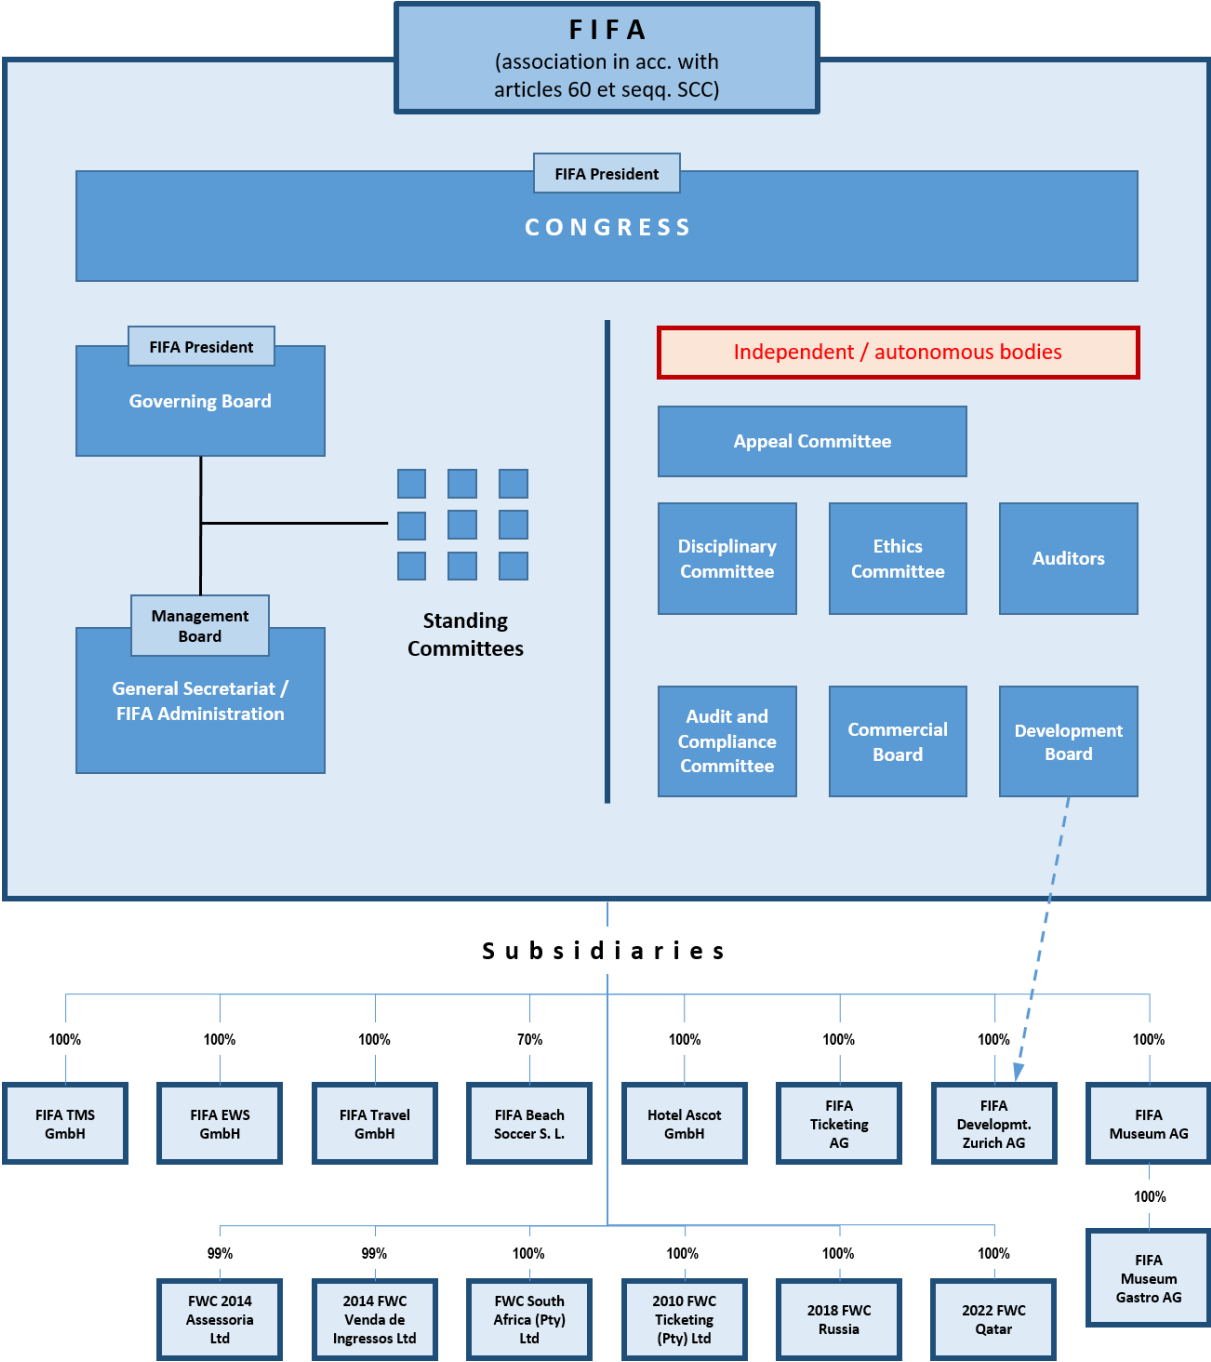 FIFA
(association in acc. with
articles 60 et seqq. SCC)
FIFA President
CONGRESS
FIFA President
Governing Board
Management
Board
General Secretariat /
FIFA Administration
Standing
Committees
Independent / autonomous bodies
Appeal Committee
Disciplinary
Committee
Ethics
Committee
Auditors
Audit and
Compliance
Committee
Commercial
Board
Development
Board
Subsidiaries
100%
100%
100%
70%
100%
100%
100%
100%
FIFA TMS
GmbH
FIFA EWS
GmbH
FIFA Travel
GmbH
FIFA Beach
Soccer S. L.
Hotel Ascot
GmbH
FIFA
Ticketing
AG
FIFA
Developmt.
Zurich AG
FIFA
Museum AG
100%
FIFA
Museum
Gastro AG
99%
99%
100%
100%
100%
100%
FWC 2014
Assessoria
Ltd
2014 FWC
Venda de
Ingressos Ltd
FWC South
Africa (Pty)
Ltd
2010 FWC
Ticketing
(Pty) Ltd
2018 FWC
Russia
2022 FWC
Qatar